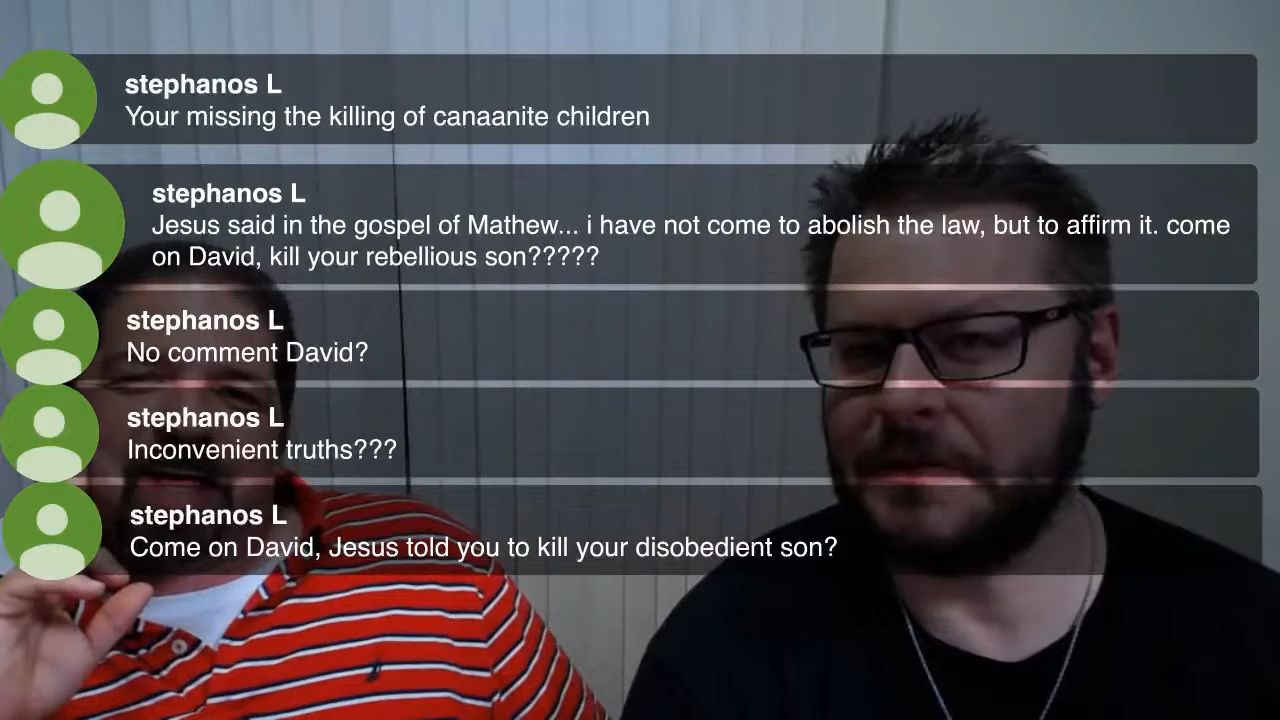 stephanos L
Your missing the killing of canaanite children
stephanos L
Jesus said in the gospel of Mathew... i have not come to abolish the law, but to affirm it. come
on David, kill your rebellious son?????
stephanos L
No comment David?
stephanos L
Inconvenient truths???
stephanos L
Come on David, Jesus told you to kill your disobedient son?